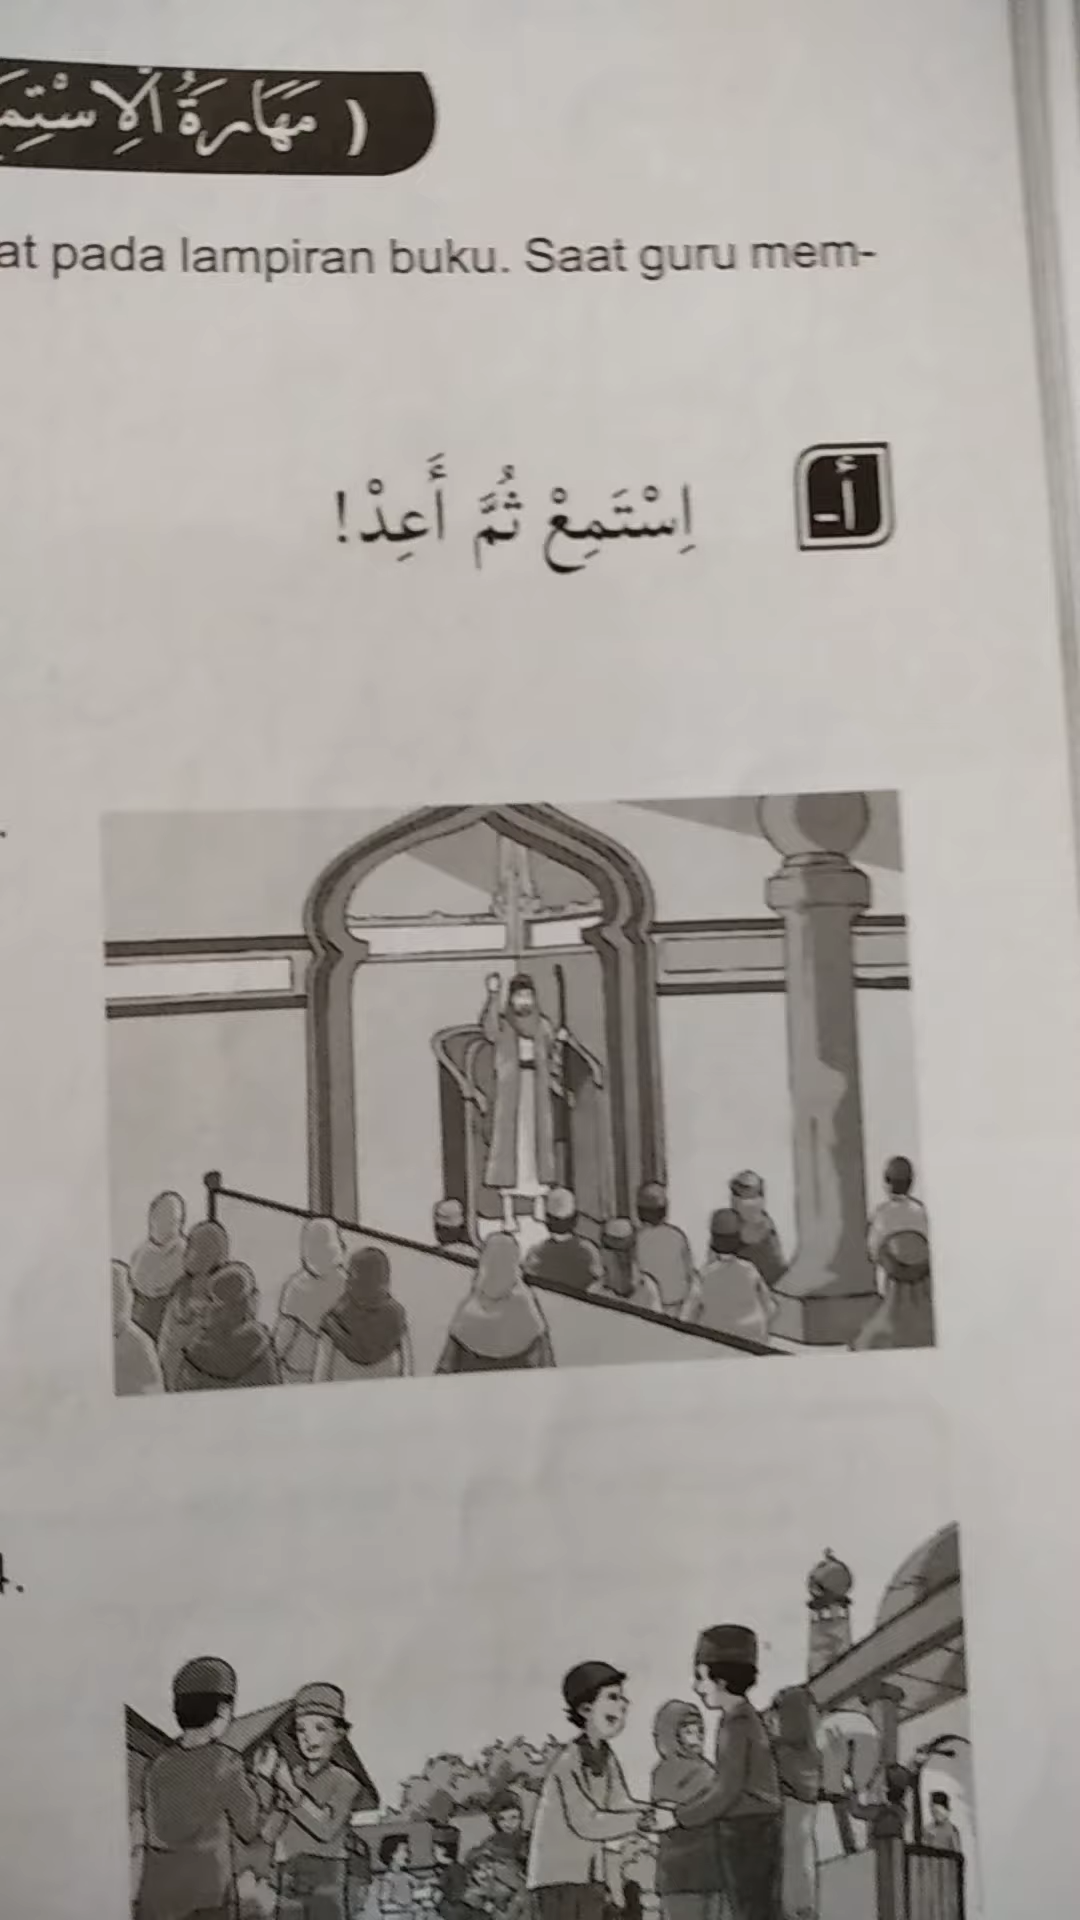 ( مَهَارَةُ الْاِسْتِمَ
at pada lampiran buku. Saat guru mem-
أ- اِسْتَمِعْ ثُمَّ أَعِدْ!
4.